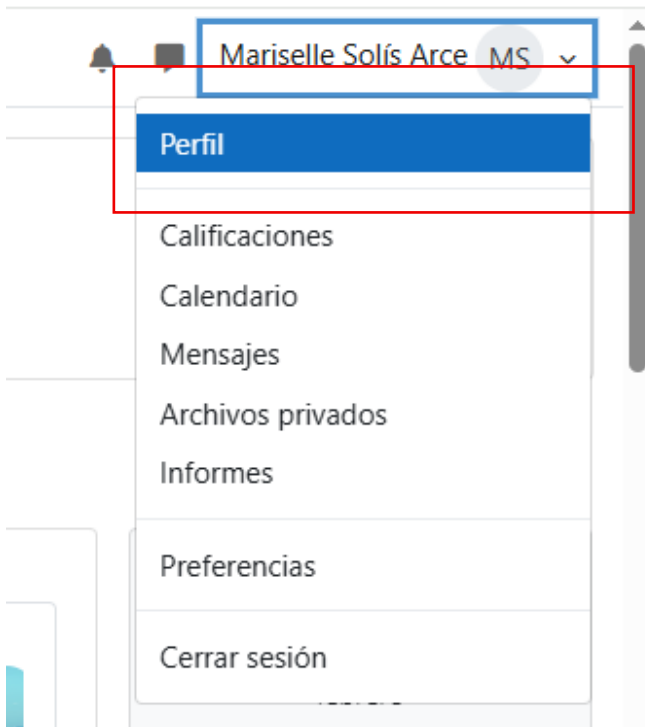 Mariselle Solís Arce MS
Perfil
Calificaciones
Calendario
Mensajes
Archivos privados
Informes
Preferencias
Cerrar sesión